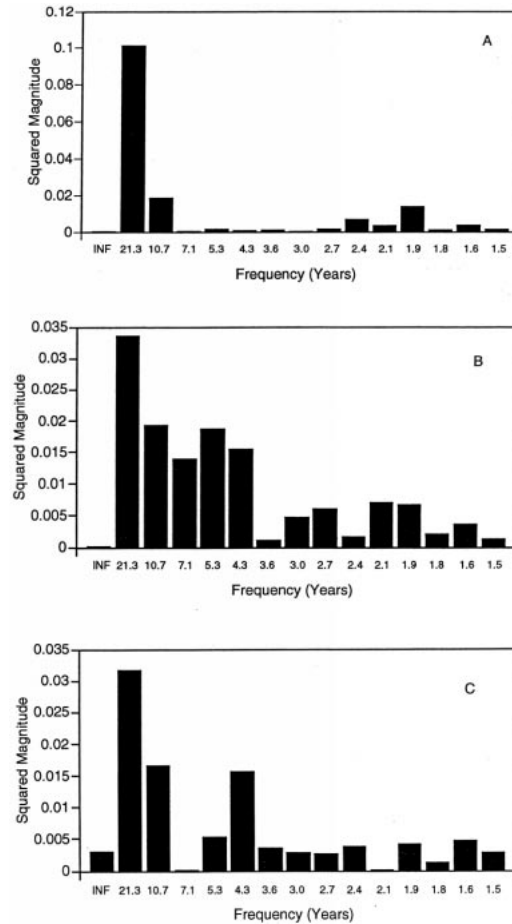 A
0.12
0.1
0.08
0.06
0.04
0.02
0
Squared Magnitude
INF 21.3 10.7 7.1 5.3 4.3 3.6 3.0 2.7 2.4 2.1 1.9 1.8 1.6 1.5
Frequency (Years)
B
0.035
0.03
0.025
0.02
0.015
0.01
0.005
0
Squared Magnitude
INF 21.3 10.7 7.1 5.3 4.3 3.6 3.0 2.7 2.4 2.1 1.9 1.8 1.6 1.5
Frequency (Years)
C
0.035
0.03
0.025
0.02
0.015
0.01
0.005
0
Squared Magnitude
INF 21.3 10.7 7.1 5.3 4.3 3.6 3.0 2.7 2.4 2.1 1.9 1.8 1.6 1.5
Frequency (Years)